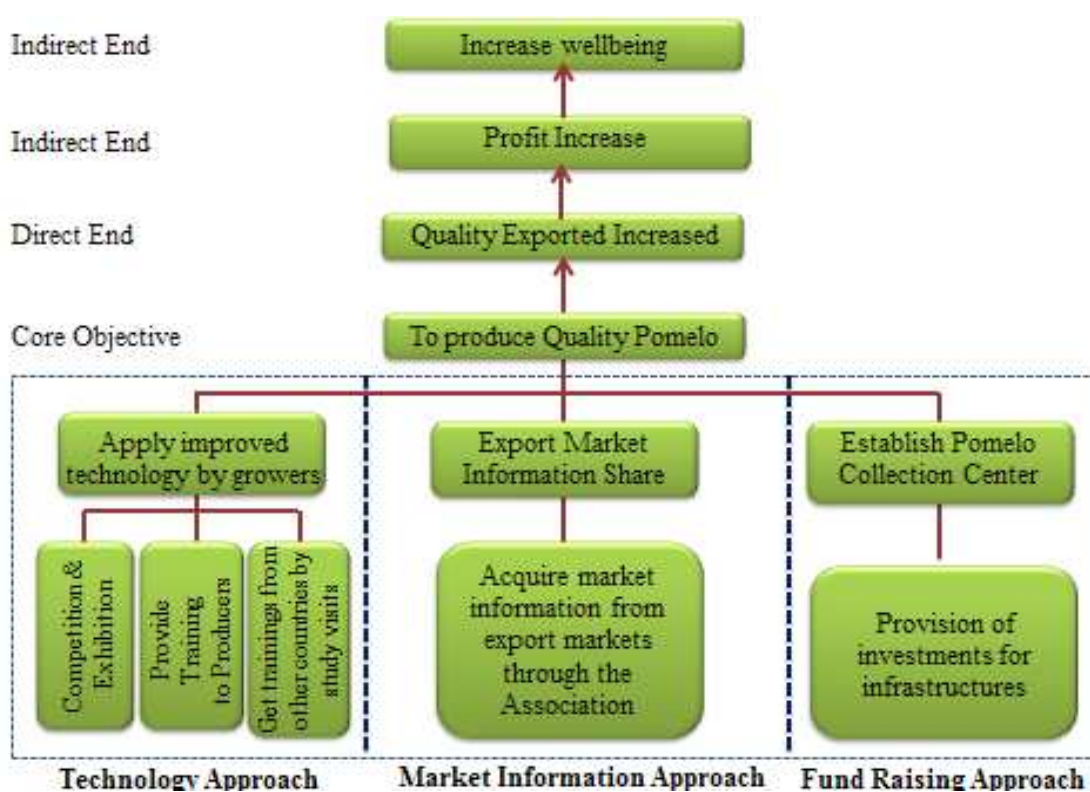 Indirect End
Increase wellbeing
Indirect End
Profit Increase
Direct End
Quality Exported Increased
Core Objective
To produce Quality Pomelo
Apply improved
technology by growers
Export Market
Information Share
Establish Pomelo
Collection Center
Competition &
Exhibition
Provide
Training
to Producers
Get trainings from
other countries by
study visits
Acquire market
information from
export markets
through the
Association
Provision of
investments for
infrastructures
Technology Approach
Market Information Approach
Fund Raising Approach